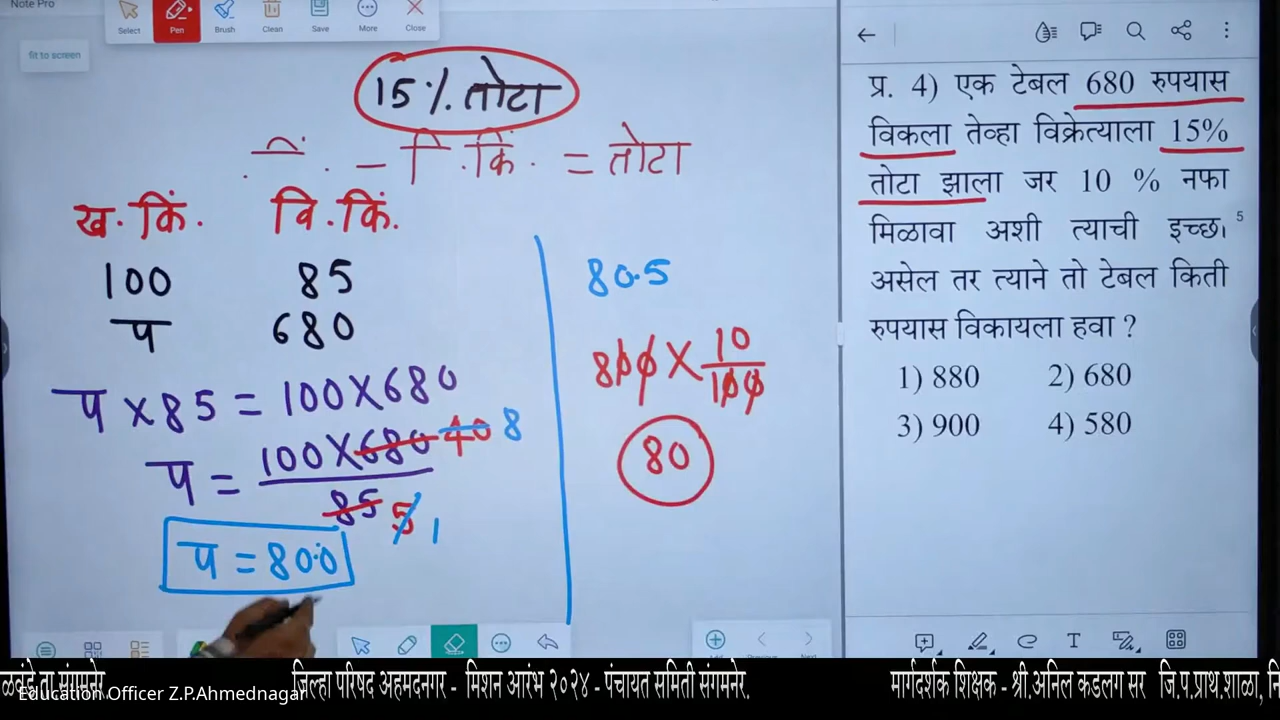 Note Pro
Select Pen Brush Clean Save More Close
fit to screen
15% तोटा
– वि.किं. = तोटा
ख.किं. वि.किं.
100 85
प 680
प × 85 = 100 × 680
प = 100 × 680 40 8
85 5 1
प = 800
80.5
800 × 10
100
80
प्र. 4) एक टेबल 680 रुपयास
विकला तेव्हा विक्रेत्याला 15%
तोटा झाला जर 10 % नफा
मिळावा अशी त्याची इच्छा 5
असेल तर त्याने तो टेबल किती
रुपयास विकायला हवा ?
1) 880 2) 680
3) 900 4) 580
जिल्हा परिषद अहमदनगर - मिशन आरंभ २०२४ - पंचायत समिती संगमनेर. मार्गदर्शक शिक्षक - श्री.अनिल कडलग सर जि.प.प्राथ.शाळा,
Education Officer Z.P.Ahmednagar